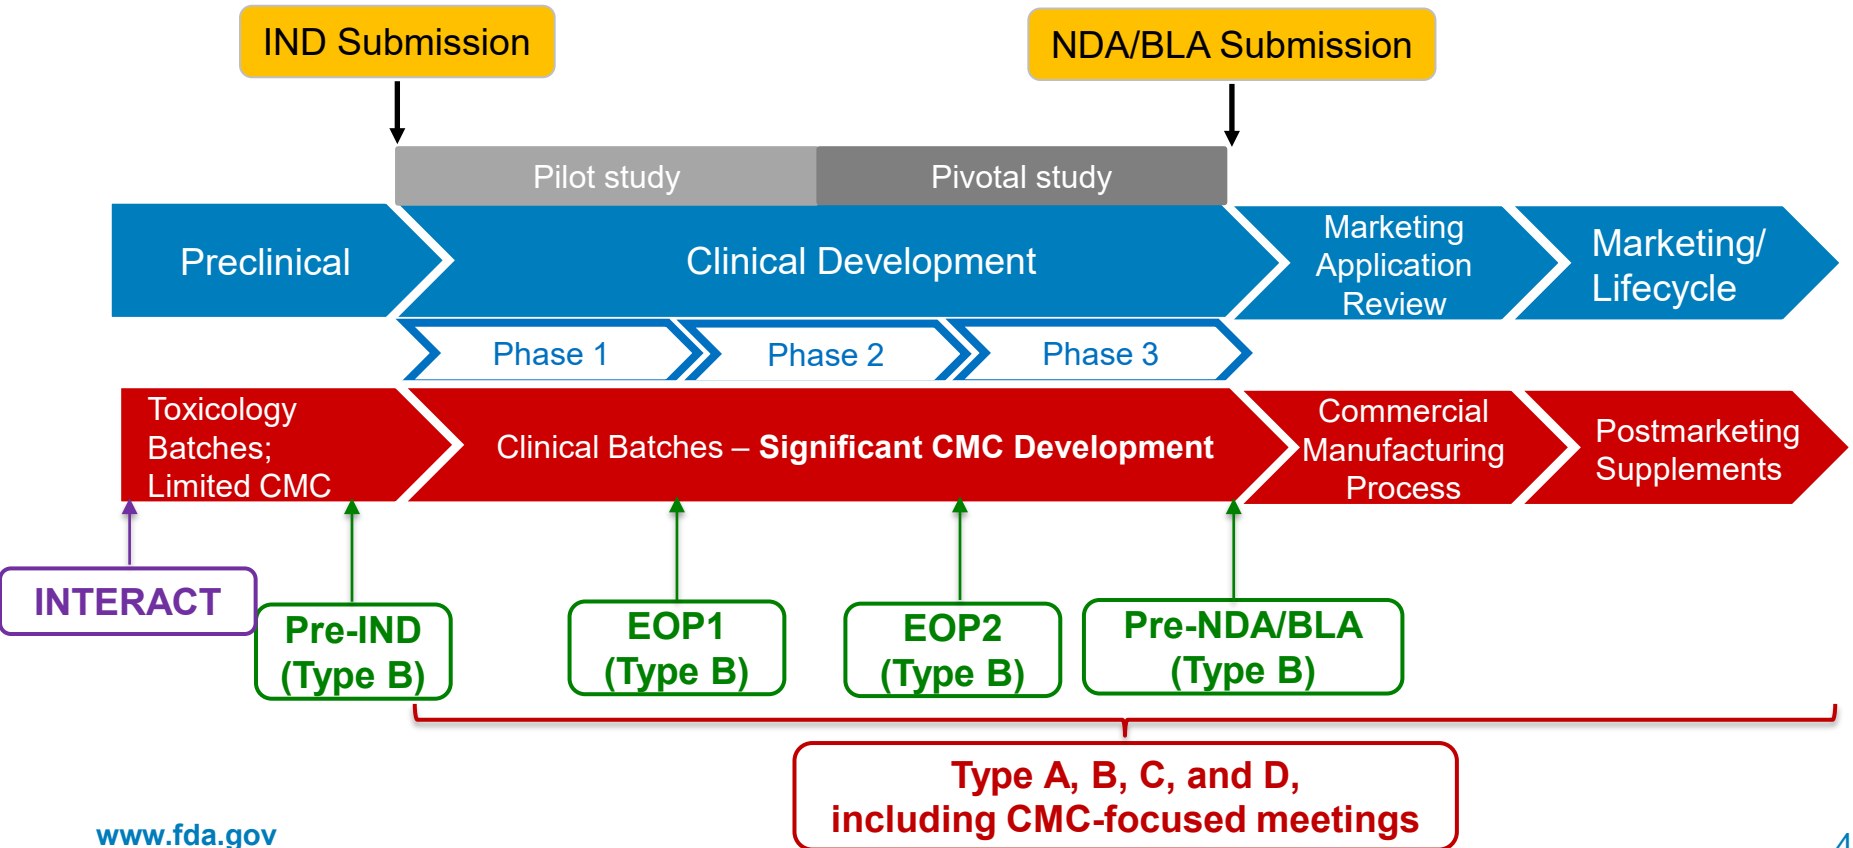 IND Submission
NDA/BLA Submission
Pilot study
Pivotal study
Preclinical
Clinical Development
Marketing
Application
Review
Marketing/
Lifecycle
Phase 1
Phase 2
Phase 3
Toxicology
Batches;
Limited CMC
Clinical Batches – Significant CMC Development
Commercial
Manufacturing
Process
Postmarketing
Supplements
INTERACT
Pre-IND
(Type B)
EOP1
(Type B)
EOP2
(Type B)
Pre-NDA/BLA
(Type B)
Type A, B, C, and D,
including CMC-focused meetings
www.fda.gov
4